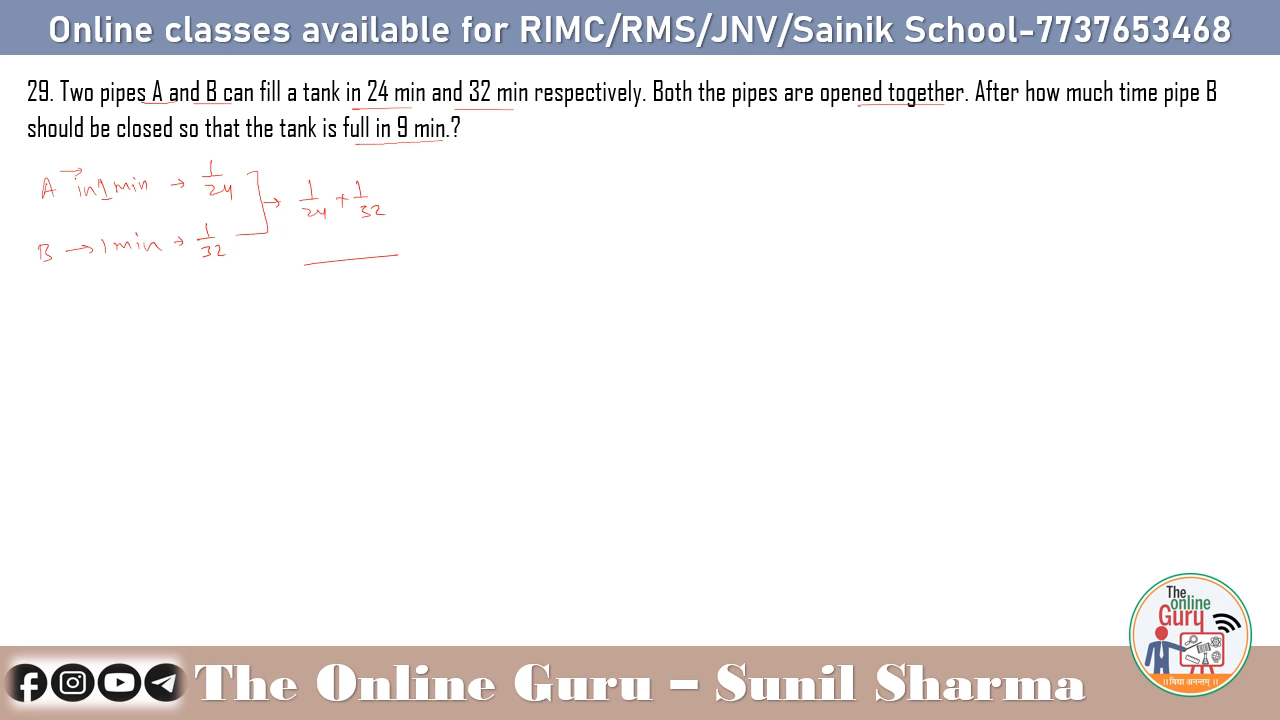 Online classes available for RIMC/RMS/JNV/Sainik School-7737653468
29. Two pipes A and B can fill a tank in 24 min and 32 min respectively. Both the pipes are opened together. After how much time pipe B
should be closed so that the tank is full in 9 min.?
A → in 1 min → 1/24 → 1/24 + 1/32
B → 1 min → 1/32
The
online
Guru
॥ विद्या अनन्तम् ॥
The Online Guru – Sunil Sharma